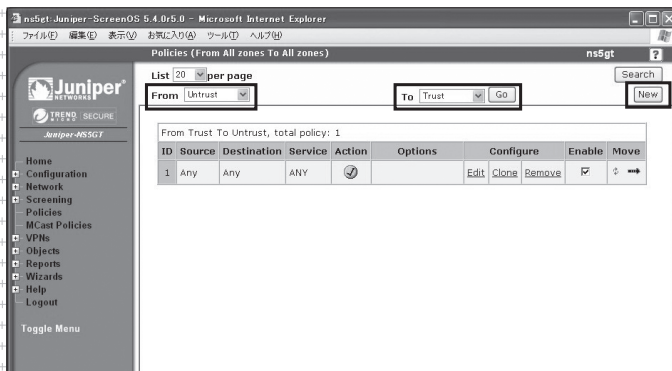 ns5gt:Juniper-ScreenOS 5.4.0r5.0 - Microsoft Internet Explorer
ファイル(F) 編集(E) 表示(V) お気に入り(A) ツール(T) ヘルプ(H)
Policies (From All zones To All zones) ns5gt ?
List 20 per page Search
From Untrust To Trust Go New
Juniper®
NETWORKS
TREND MICRO SECURE
Juniper-NS5GT
Home
Configuration
Network
Screening
Policies
MCast Policies
VPNs
Objects
Reports
Wizards
Help
Logout
Toggle Menu
From Trust To Untrust, total policy: 1
ID Source Destination Service Action Options Configure Enable Move
1 Any Any ANY Edit Clone Remove